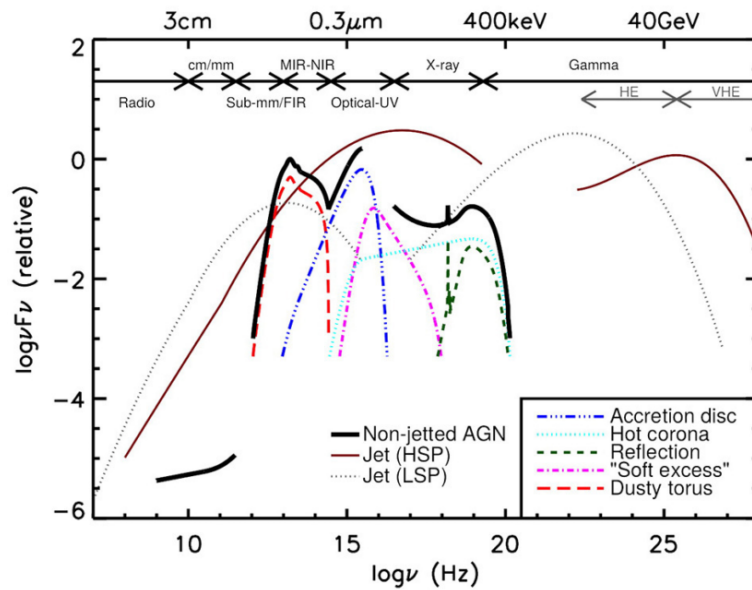 3cm 0.3μm 400keV 40GeV
2
cm/mm MIR-NIR X-ray Gamma
Radio Sub-mm/FIR Optical-UV HE VHE
0
-2
-4
-6
logνFν (relative)
Non-jetted AGN
Jet (HSP)
Jet (LSP)
Accretion disc
Hot corona
Reflection
"Soft excess"
Dusty torus
10 15 20 25
logν (Hz)